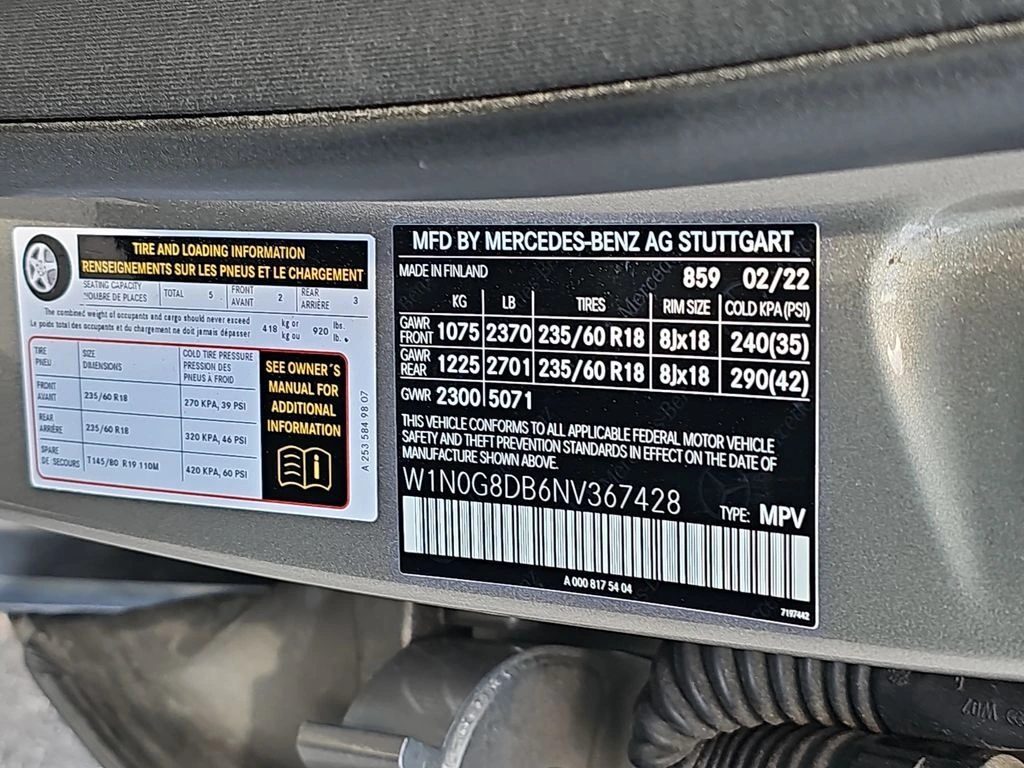 TIRE AND LOADING INFORMATION
RENSEIGNEMENTS SUR LES PNEUS ET LE CHARGEMENT
SEATING CAPACITY
NOMBRE DE PLACES
TOTAL 5
FRONT
AVANT
2
REAR
ARRIÈRE
3
The combined weight of occupants and cargo should never exceed
Le poids total des occupants et du chargement ne doit jamais dépasser
418 kg or
kg ou
920 lbs.
lb.
TIRE
PNEU
SIZE
DIMENSIONS
COLD TIRE PRESSURE
PRESSION DES
PNEUS À FROID
FRONT
AVANT
235/60 R18
270 KPA, 39 PSI
REAR
ARRIÈRE
235/60 R18
320 KPA, 46 PSI
SPARE
DE SECOURS
T145/80 R19 110M
420 KPA, 60 PSI
SEE OWNER´S
MANUAL FOR
ADDITIONAL
INFORMATION
A 253 584 98 07
MFD BY MERCEDES-BENZ AG STUTTGART
MADE IN FINLAND 859 02/22
KG LB TIRES RIM SIZE COLD KPA(PSI)
GAWR
FRONT
1075 2370 235/60 R18 8Jx18 240(35)
GAWR
REAR
1225 2701 235/60 R18 8Jx18 290(42)
GVWR 2300 5071
THIS VEHICLE CONFORMS TO ALL APPLICABLE FEDERAL MOTOR VEHICLE
SAFETY AND THEFT PREVENTION STANDARDS IN EFFECT ON THE DATE OF
MANUFACTURE SHOWN ABOVE.
W1N0G8DB6NV367428
TYPE: MPV
A 000 817 54 04
7197442